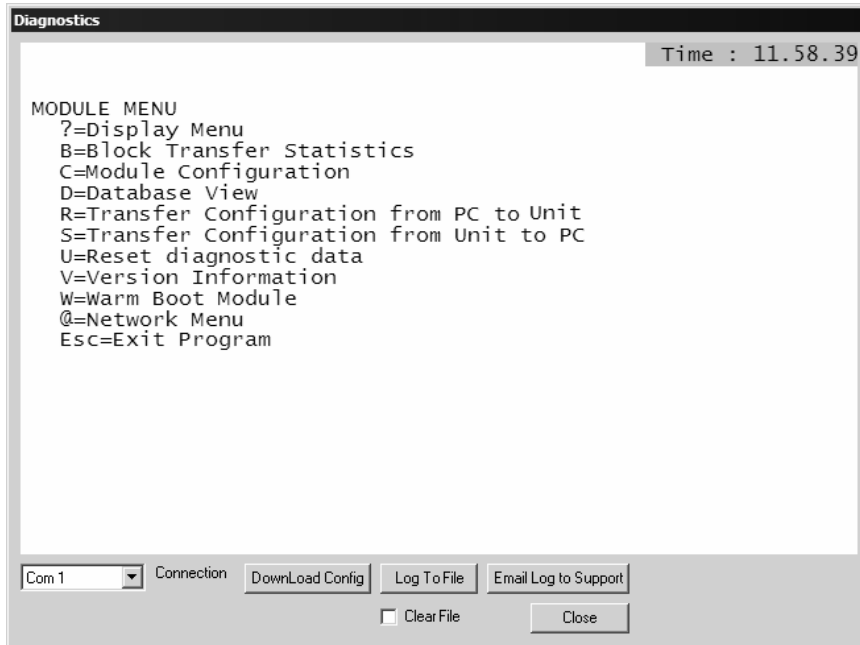 Diagnostics
Time : 11.58.39
MODULE MENU
?=Display Menu
B=Block Transfer Statistics
C=Module Configuration
D=Database View
R=Transfer Configuration from PC to Unit
S=Transfer Configuration from Unit to PC
U=Reset diagnostic data
V=Version Information
W=Warm Boot Module
@=Network Menu
Esc=Exit Program
Com 1 Connection DownLoad Config Log To File Email Log to Support
Clear File Close